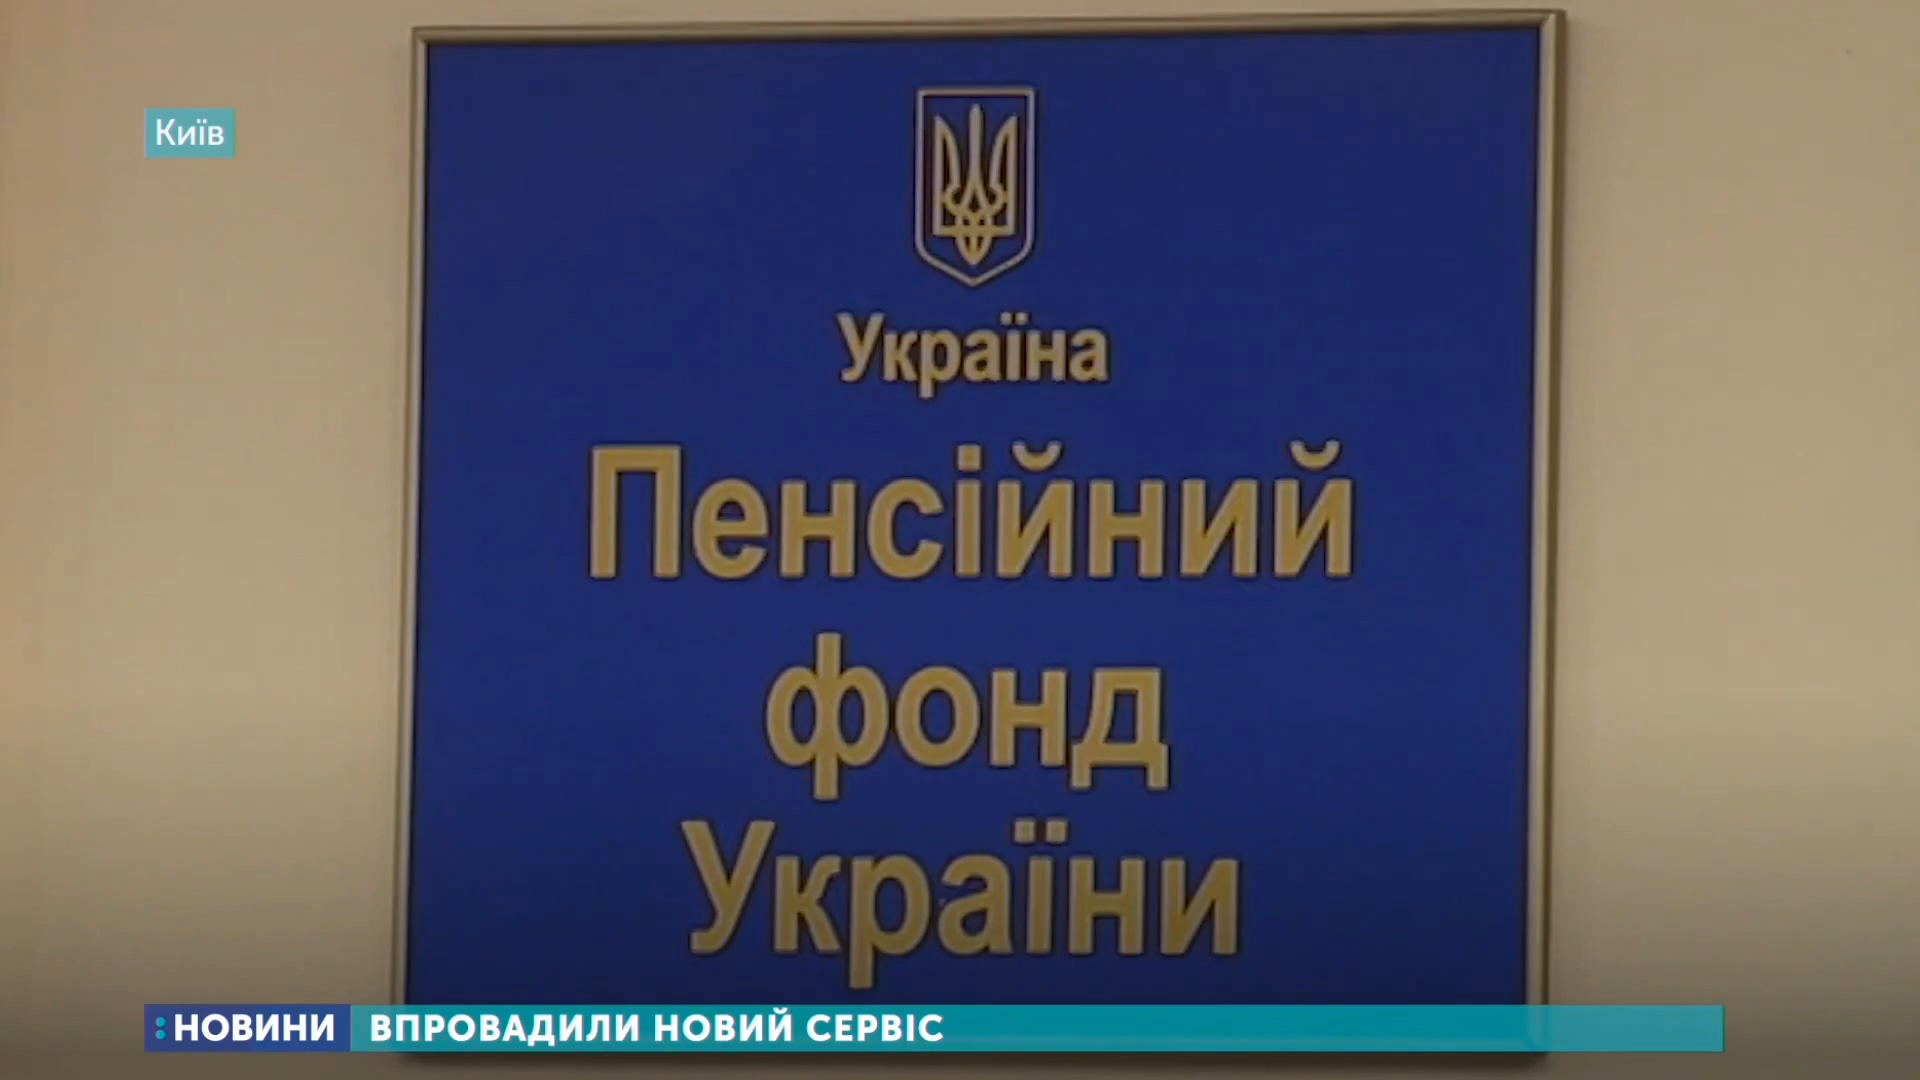 Київ
Україна
Пенсійний
фонд
України
:НОВИНИ ВПРОВАДИЛИ НОВИЙ СЕРВІС